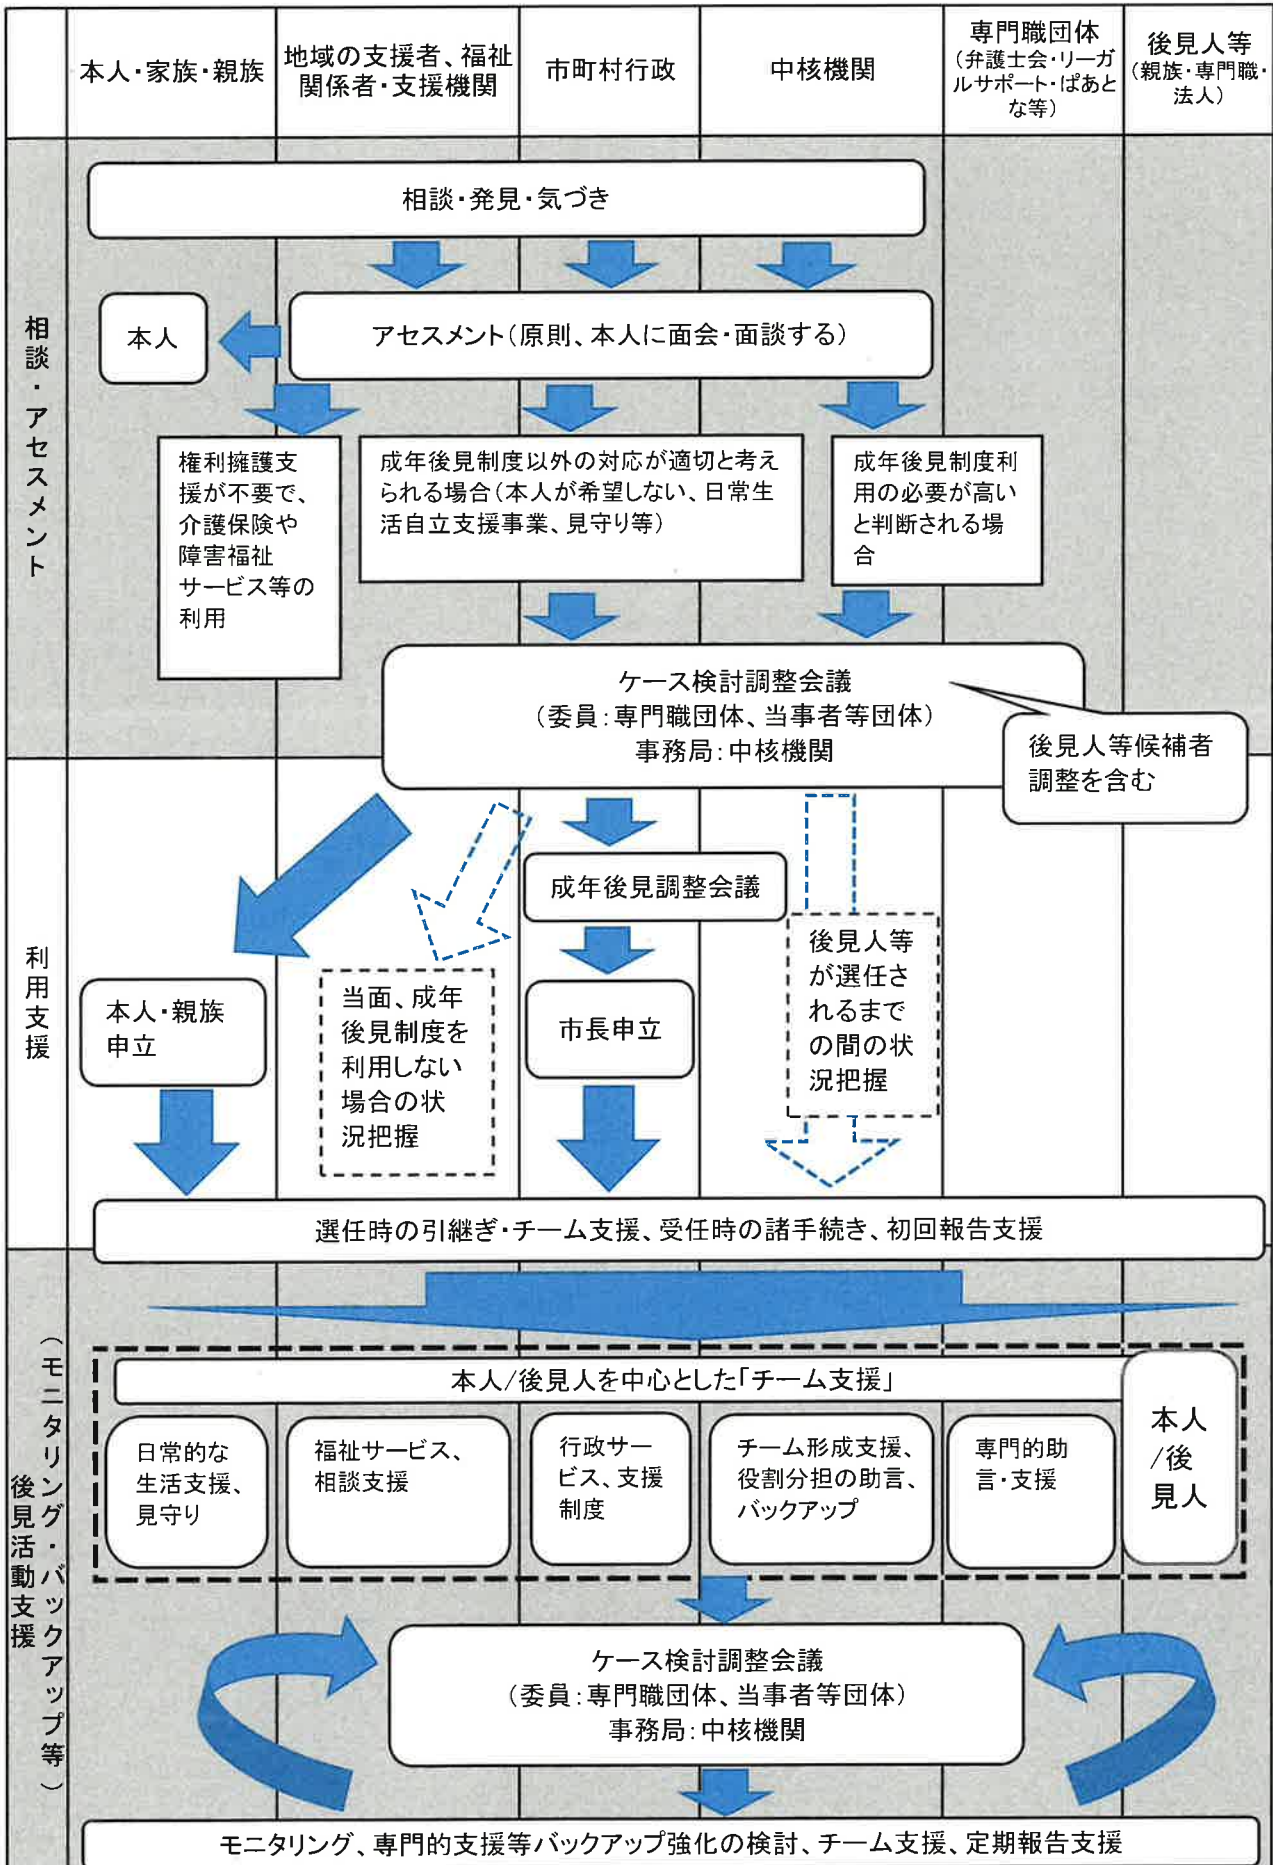 本人・家族・親族
地域の支援者、福祉
関係者・支援機関
市町村行政
中核機関
専門職団体
(弁護士会・リーガ
ルサポート・ぱあと
な等)
後見人等
(親族・専門職・
法人)
相談・アセスメント
相談・発見・気づき
アセスメント(原則、本人に面会・面談する)
本人
権利擁護支
援が不要で、
介護保険や
障害福祉
サービス等の
利用
成年後見制度以外の対応が適切と考え
られる場合(本人が希望しない、日常生
活自立支援事業、見守り等)
成年後見制度利
用の必要が高い
と判断される場
合
ケース検討調整会議
(委員:専門職団体、当事者等団体)
事務局:中核機関
後見人等候補者
調整を含む
利用支援
成年後見調整会議
本人・親族
申立
当面、成年
後見制度を
利用しない
場合の状
況把握
市長申立
後見人等
が選任さ
れるまで
の間の状
況把握
選任時の引継ぎ・チーム支援、受任時の諸手続き、初回報告支援
後見活動支援
(モニタリング・バックアップ等)
本人/後見人を中心とした「チーム支援」
日常的な
生活支援、
見守り
福祉サービス、
相談支援
行政サー
ビス、支援
制度
チーム形成支援、
役割分担の助言、
バックアップ
専門的助
言・支援
本人
/後
見人
ケース検討調整会議
(委員:専門職団体、当事者等団体)
事務局:中核機関
モニタリング、専門的支援等バックアップ強化の検討、チーム支援、定期報告支援